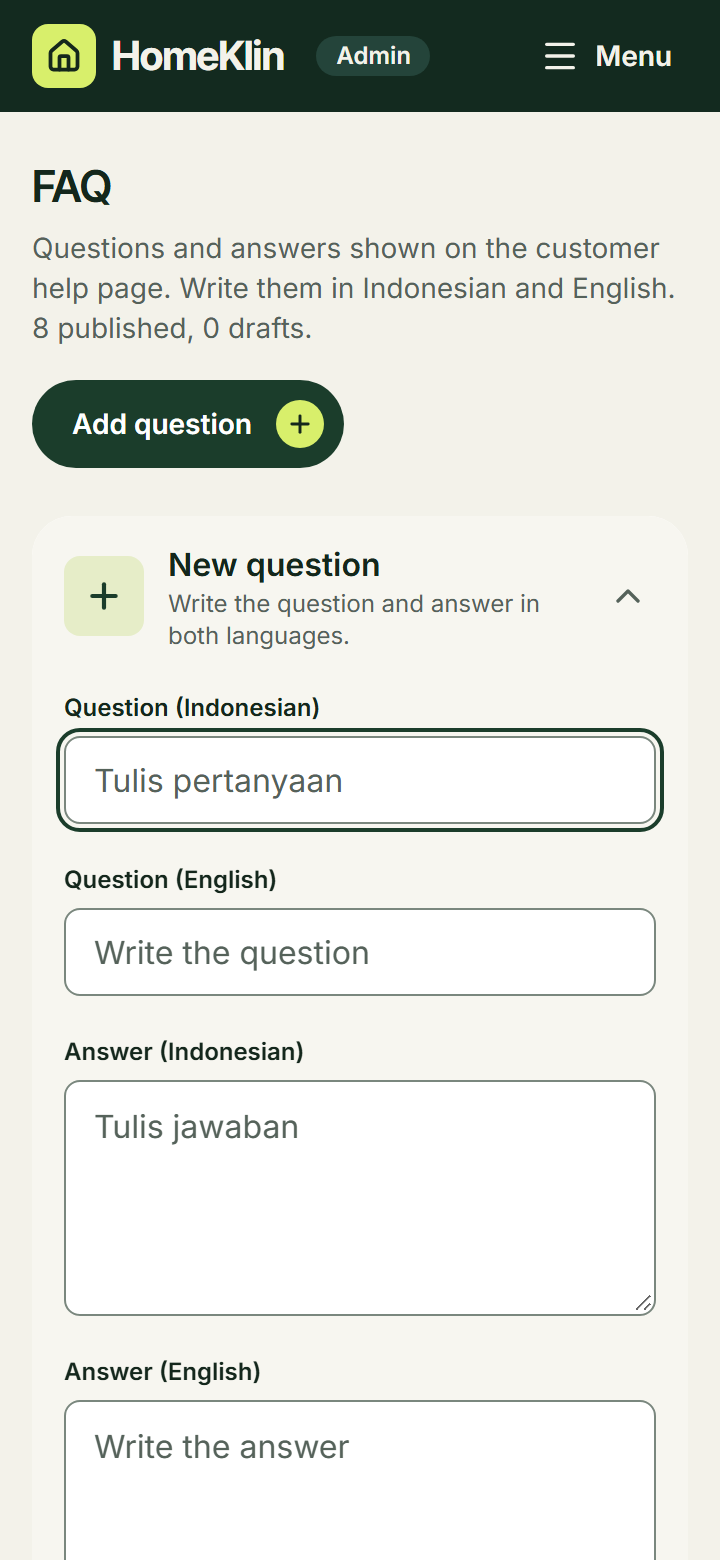 HomeKlin
Admin
Menu
FAQ
Questions and answers shown on the customer
help page. Write them in Indonesian and English.
8 published, 0 drafts.
Add question
New question
Write the question and answer in
both languages.
Question (Indonesian)
Tulis pertanyaan
Question (English)
Write the question
Answer (Indonesian)
Tulis jawaban
Answer (English)
Write the answer